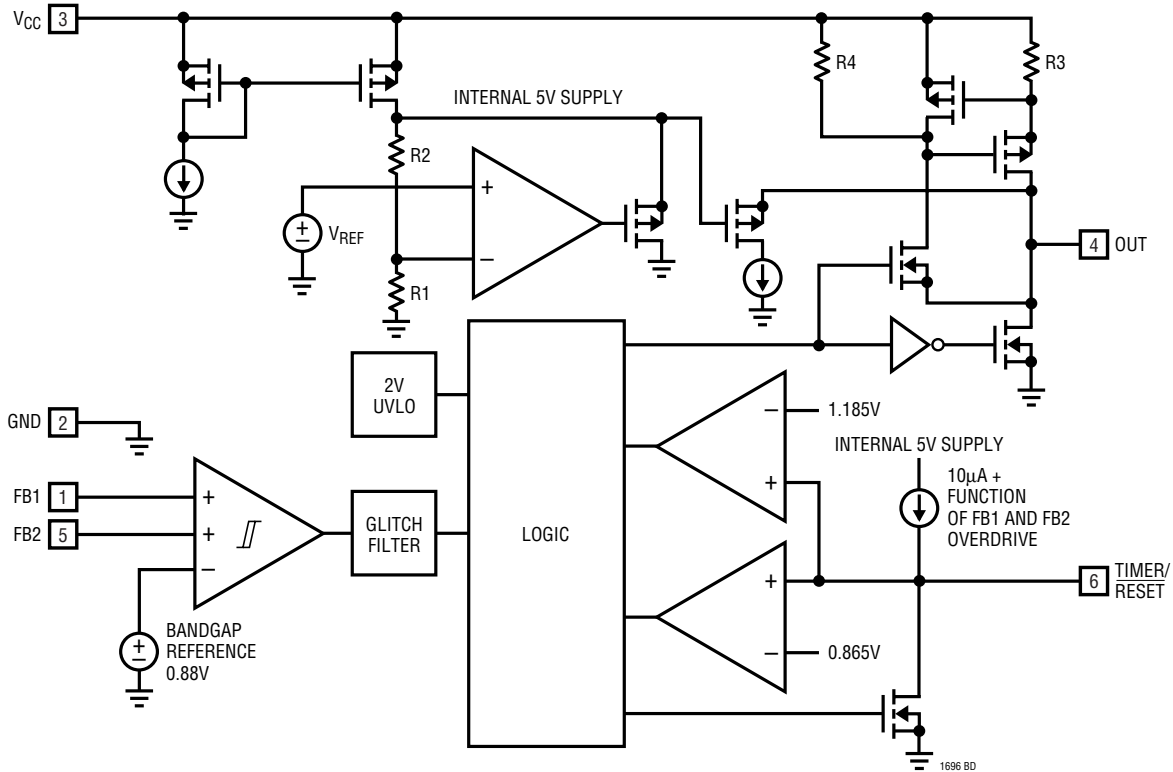 VCC 3
R4
R3
INTERNAL 5V SUPPLY
R2
+
+
−
VREF
−
R1
4 OUT
2V
UVLO
GND 2
−
1.185V
INTERNAL 5V SUPPLY
+
10µA +
FUNCTION
OF FB1 AND FB2
OVERDRIVE
FB1 1
FB2 5
+
+
−
GLITCH
FILTER
LOGIC
+
6 TIMER/
RESET
−
0.865V
+
−
BANDGAP
REFERENCE
0.88V
1696 BD